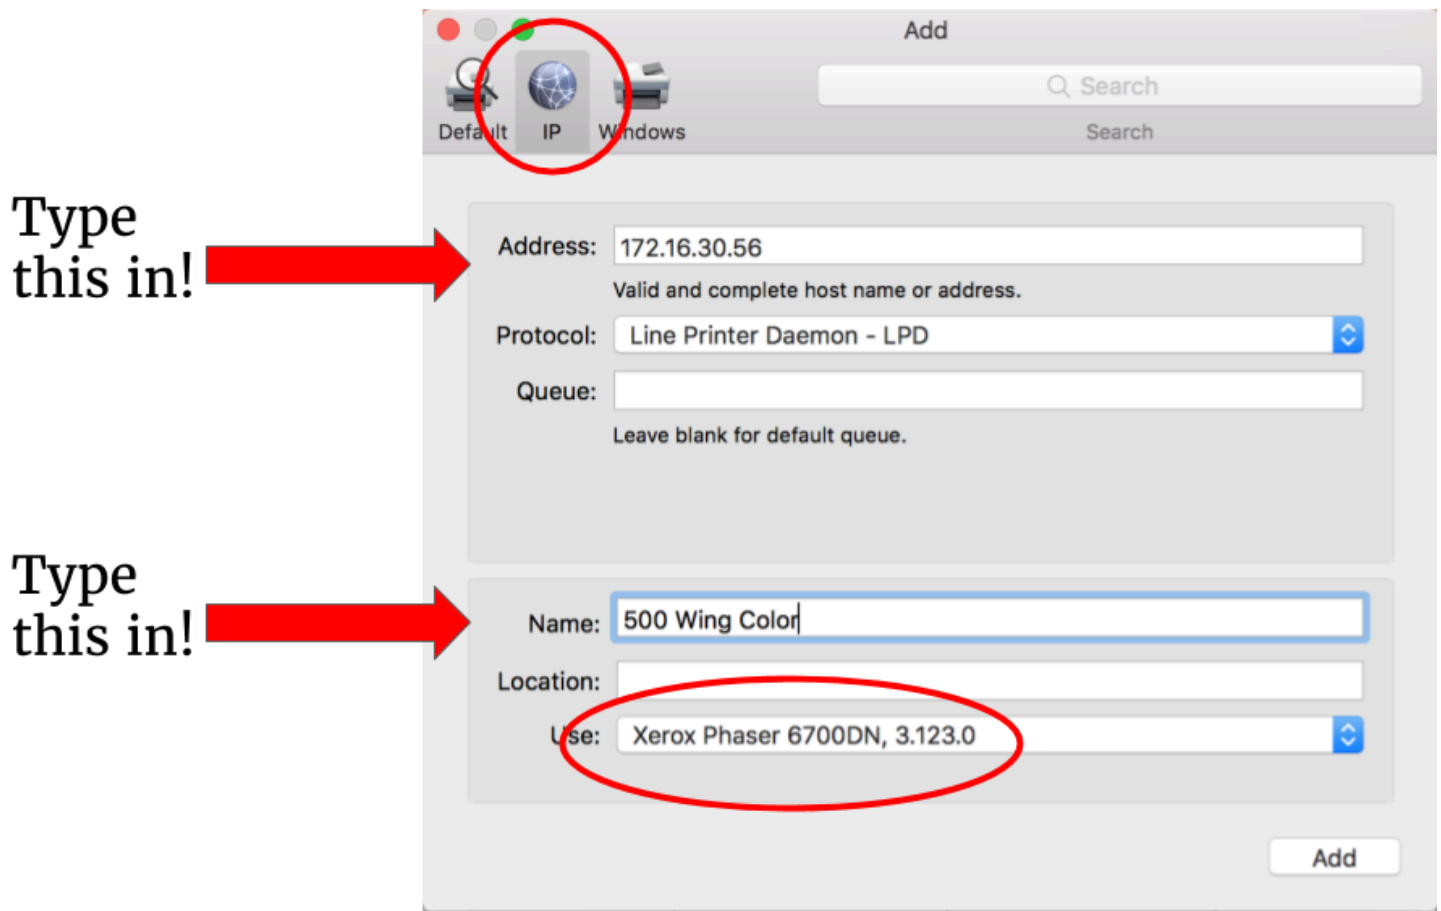 Add
Search
Default IP Windows
Search
Type
this in!
Address: 172.16.30.56
Valid and complete host name or address.
Protocol: Line Printer Daemon - LPD
Queue:
Leave blank for default queue.
Type
this in!
Name: 500 Wing Color
Location:
Use: Xerox Phaser 6700DN, 3.123.0
Add